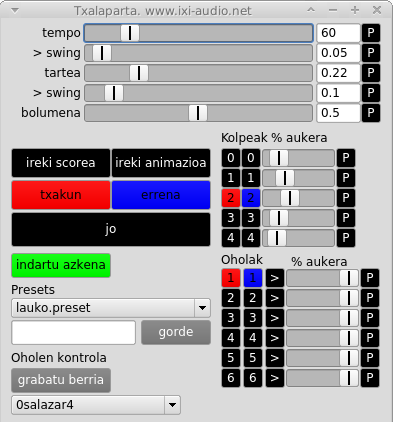 Txalaparta. www.ixi-audio.net
tempo 60 P
> swing 0.05 P
tartea 0.22 P
> swing 0.1 P
bolumena 0.5 P
Kolpeak % aukera
ireki scorea ireki animazioa
txakun errena
jo
0 0 P
1 1 P
2 2 P
3 3 P
4 4 P
indartu azkena
Oholak % aukera
Presets
lauko.preset
gorde
1 1 > P
2 2 > P
3 3 > P
4 4 > P
5 5 > P
6 6 > P
Oholen kontrola
grabatu berria
0salazar4